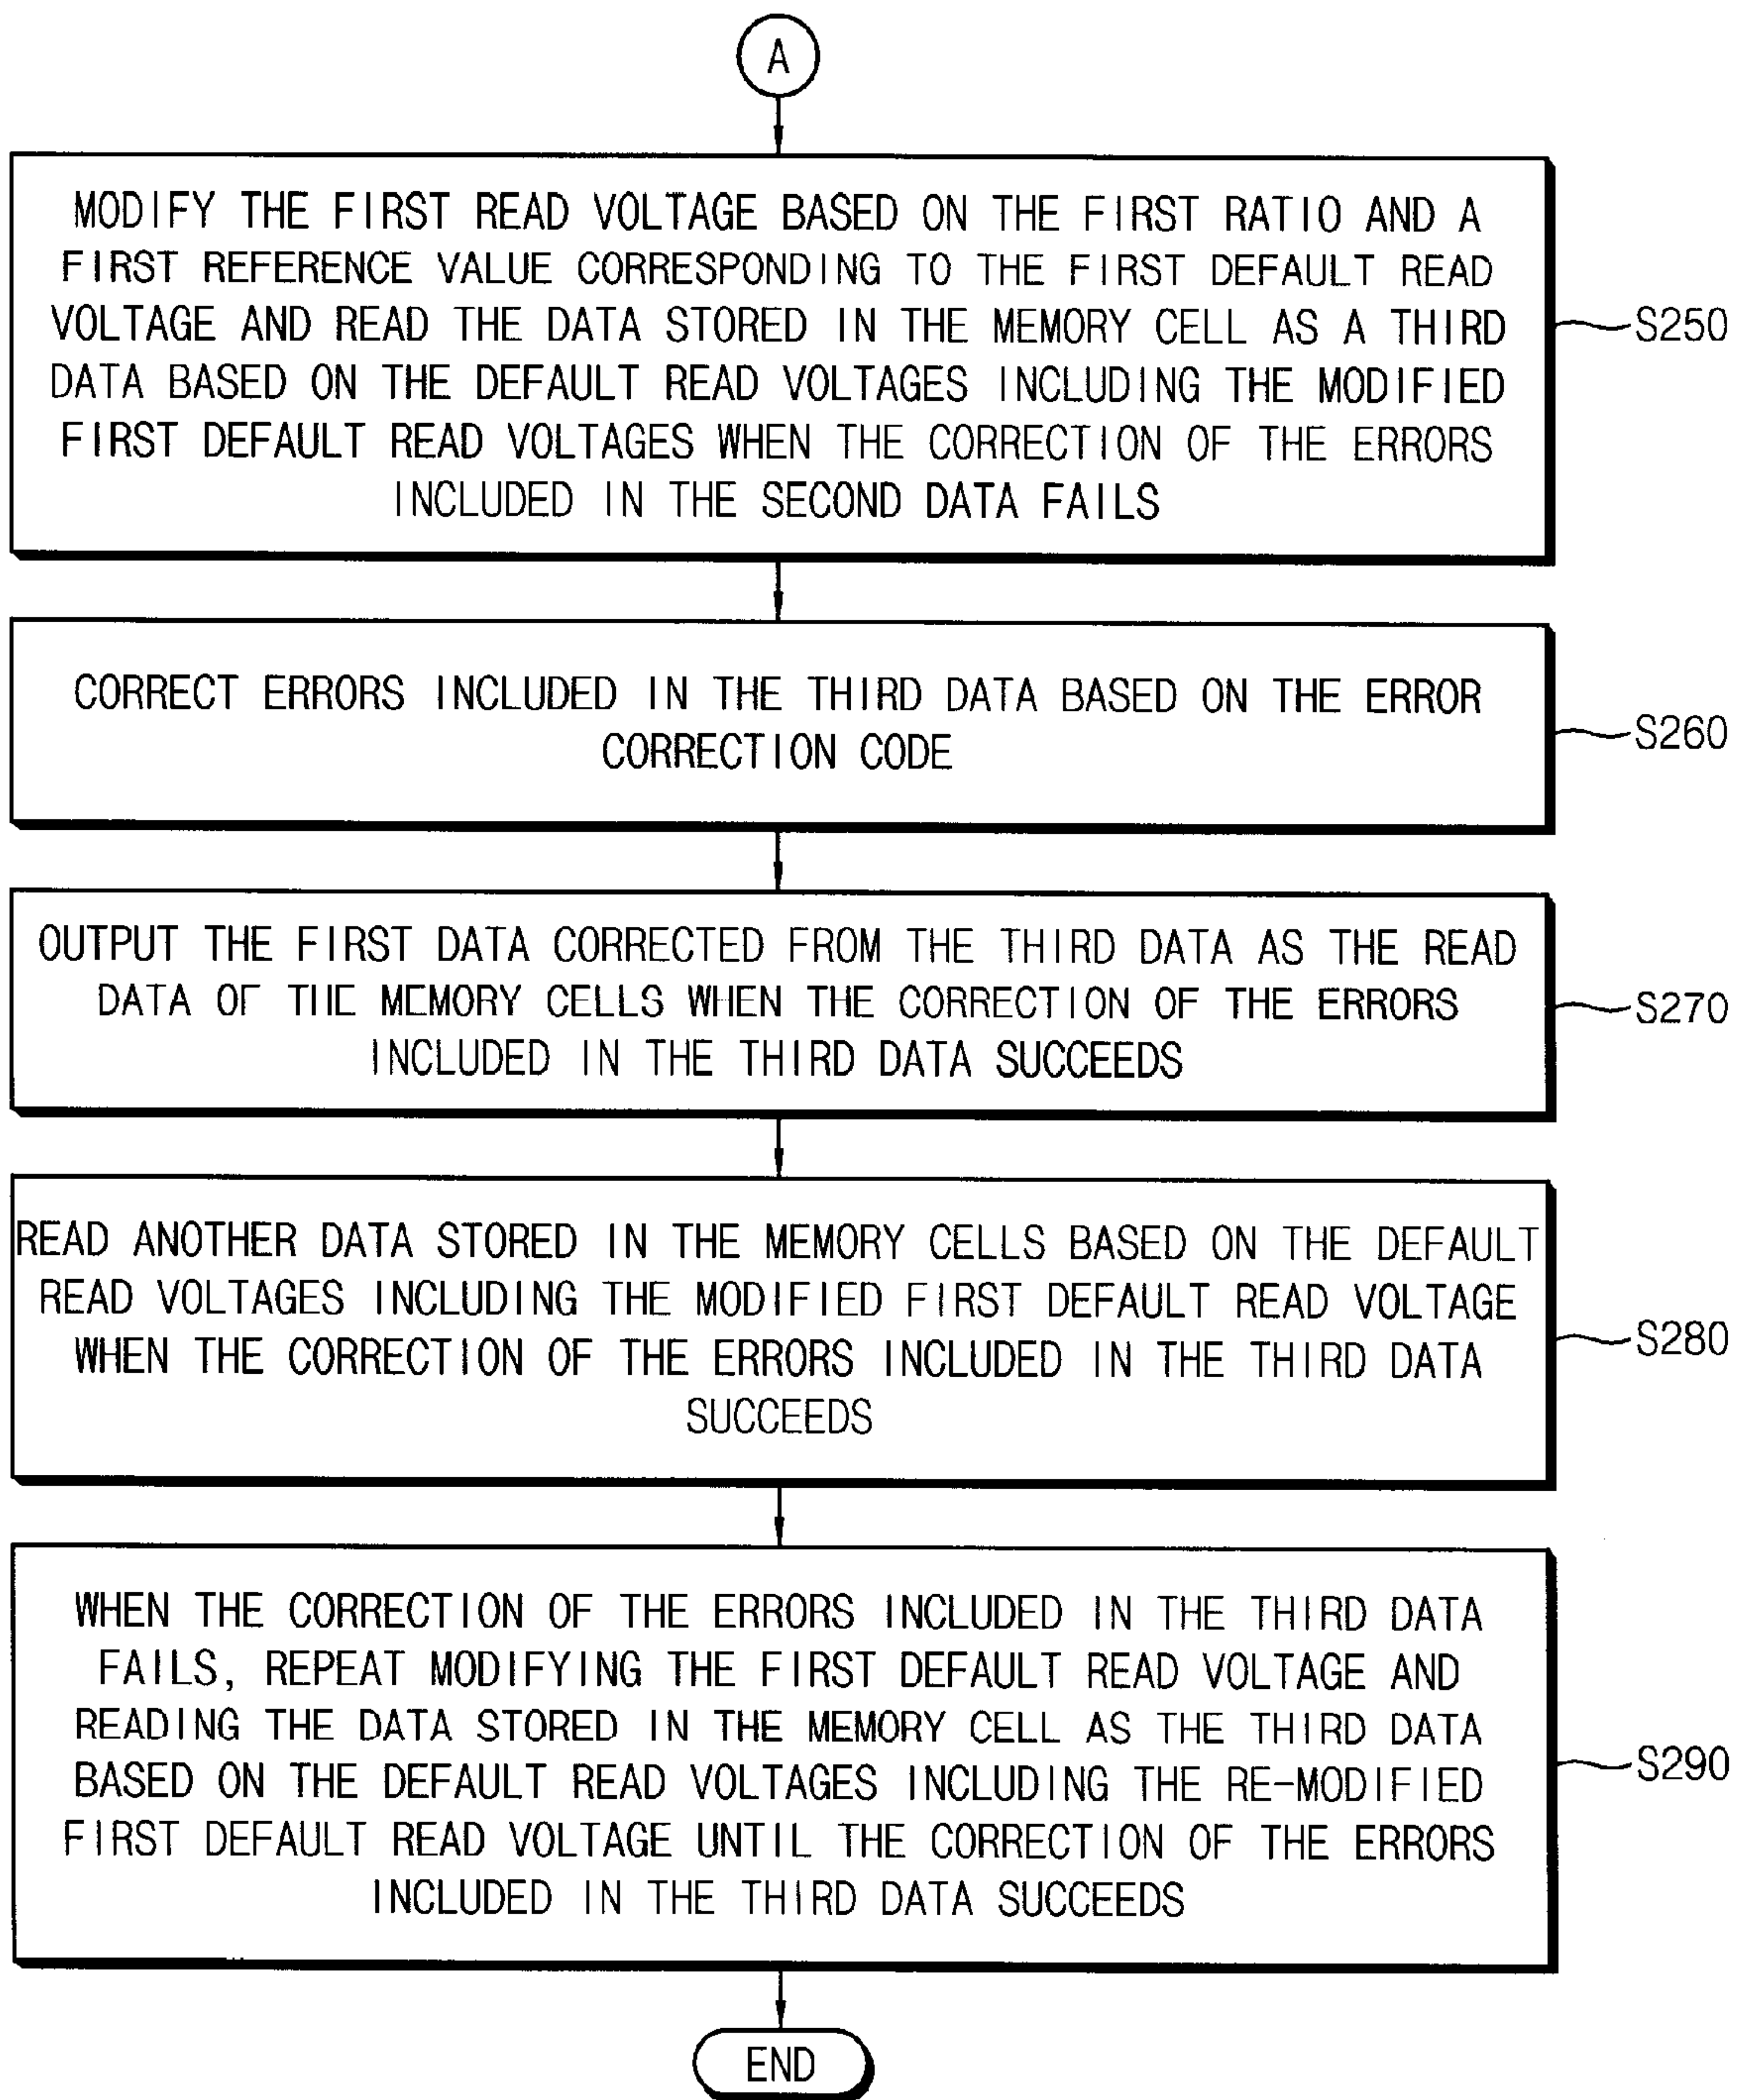 A
MODIFY THE FIRST READ VOLTAGE BASED ON THE FIRST RATIO AND A
FIRST REFERENCE VALUE CORRESPONDING TO THE FIRST DEFAULT READ
VOLTAGE AND READ THE DATA STORED IN THE MEMORY CELL AS A THIRD
DATA BASED ON THE DEFAULT READ VOLTAGES INCLUDING THE MODIFIED
FIRST DEFAULT READ VOLTAGES WHEN THE CORRECTION OF THE ERRORS
INCLUDED IN THE SECOND DATA FAILS
S250
CORRECT ERRORS INCLUDED IN THE THIRD DATA BASED ON THE ERROR
CORRECTION CODE
S260
OUTPUT THE FIRST DATA CORRECTED FROM THE THIRD DATA AS THE READ
DATA OF THE MEMORY CELLS WHEN THE CORRECTION OF THE ERRORS
INCLUDED IN THE THIRD DATA SUCCEEDS
S270
READ ANOTHER DATA STORED IN THE MEMORY CELLS BASED ON THE DEFAULT
READ VOLTAGES INCLUDING THE MODIFIED FIRST DEFAULT READ VOLTAGE
WHEN THE CORRECTION OF THE ERRORS INCLUDED IN THE THIRD DATA
SUCCEEDS
S280
WHEN THE CORRECTION OF THE ERRORS INCLUDED IN THE THIRD DATA
FAILS, REPEAT MODIFYING THE FIRST DEFAULT READ VOLTAGE AND
READING THE DATA STORED IN THE MEMORY CELL AS THE THIRD DATA
BASED ON THE DEFAULT READ VOLTAGES INCLUDING THE RE-MODIFIED
FIRST DEFAULT READ VOLTAGE UNTIL THE CORRECTION OF THE ERRORS
INCLUDED IN THE THIRD DATA SUCCEEDS
S290
END